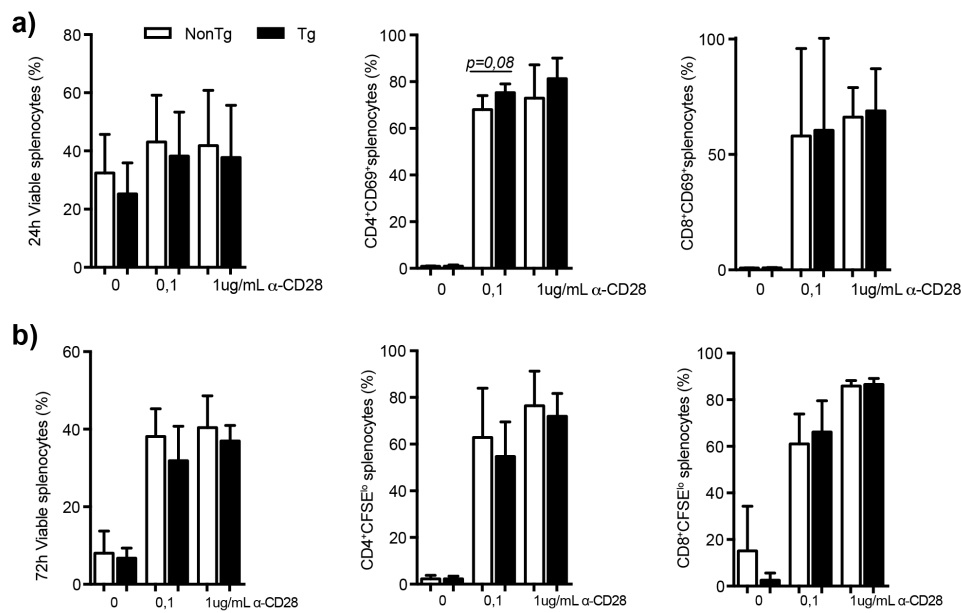 a)
24h Viable splenocytes (%)
80
60
40
20
0
NonTg
Tg
0
0,1
1ug/mL α-CD28
CD4⁺CD69⁺splenocytes (%)
100
80
60
40
20
0
p=0,08
0
0,1
1ug/mL α-CD28
CD8⁺CD69⁺splenocytes (%)
100
50
0
0
0,1
1ug/mL α-CD28
b)
72h Viable splenocytes (%)
60
40
20
0
0
0,1
1ug/mL α-CD28
CD4⁺CFSEˡᵒ splenocytes (%)
100
80
60
40
20
0
0
0,1
1ug/mL α-CD28
CD8⁺CFSEˡᵒ splenocytes (%)
100
80
60
40
20
0
0
0,1
1ug/mL α-CD28